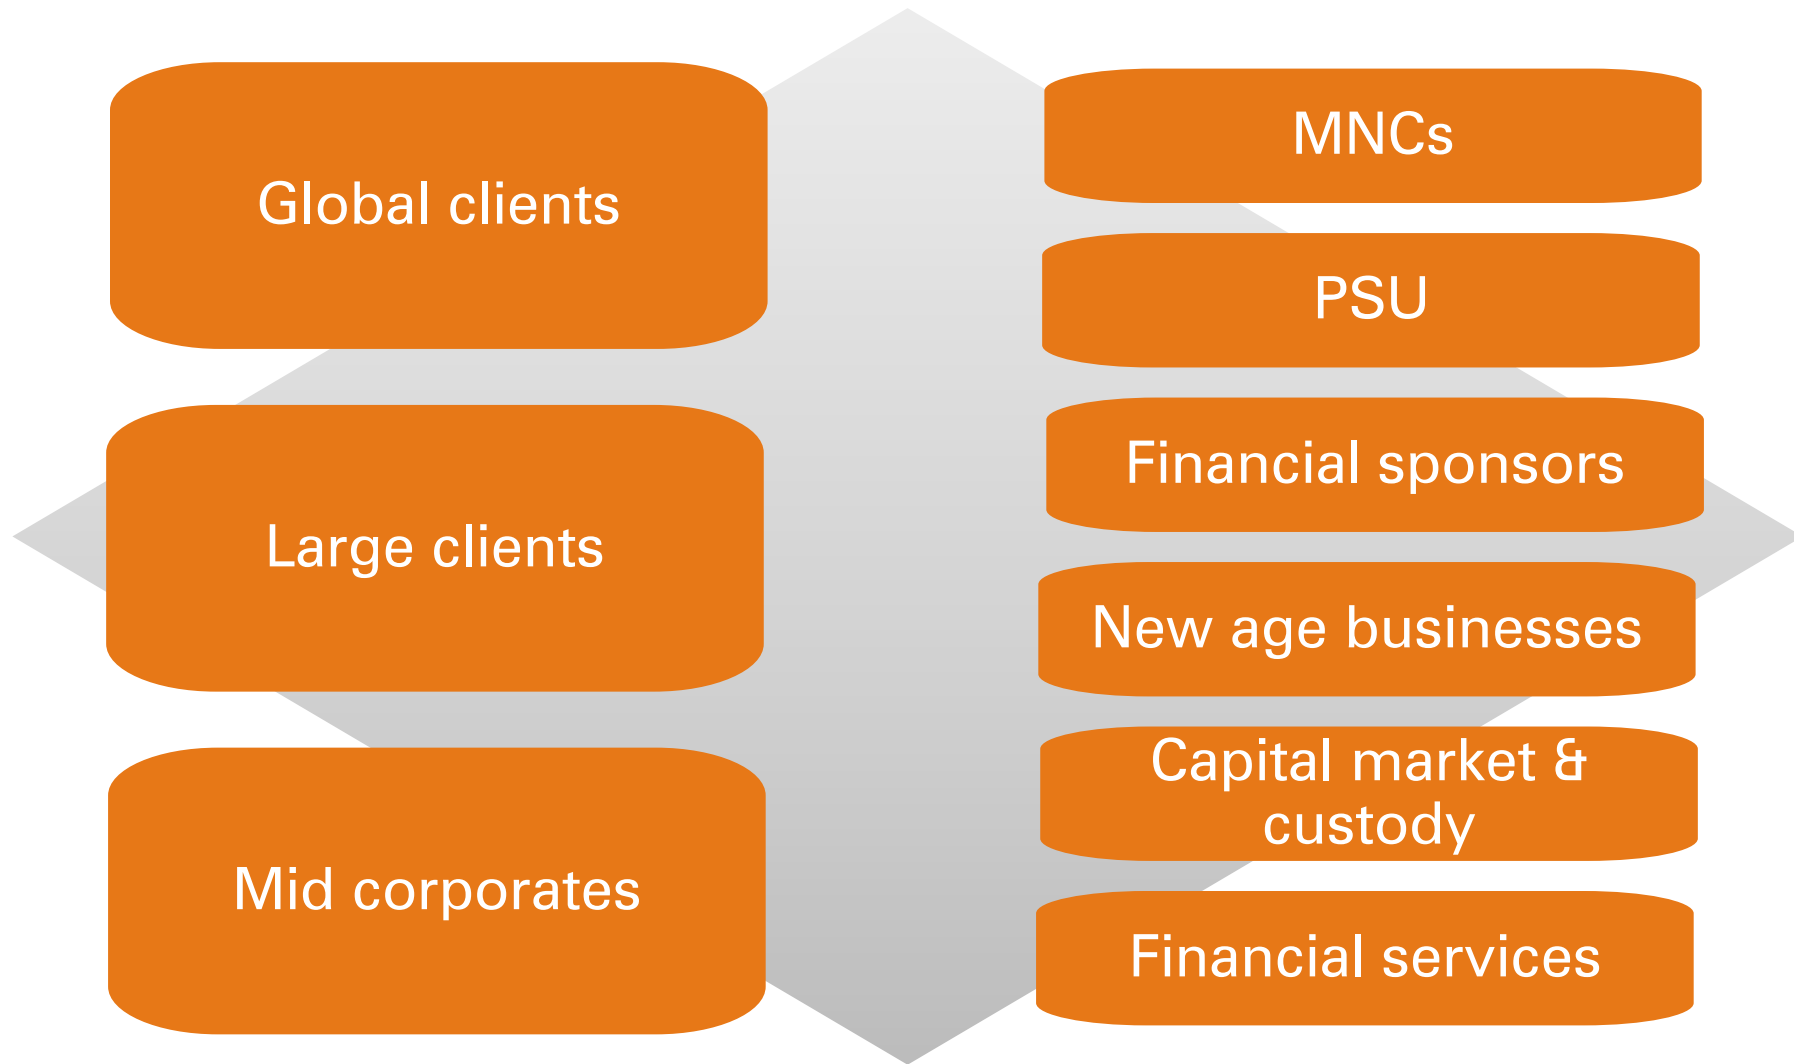 Global clients
Large clients
Mid corporates
MNCs
PSU
Financial sponsors
New age businesses
Capital market &
custody
Financial services